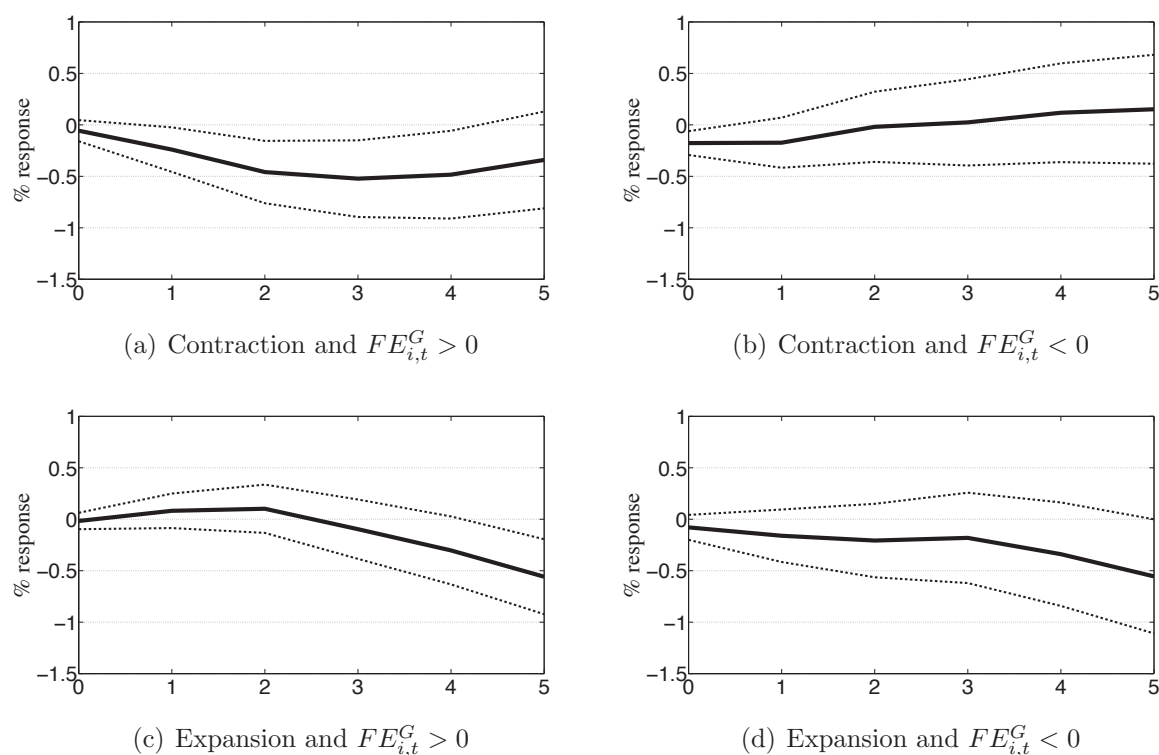 1
0.5
0
−0.5
−1
−1.5
% response
0 1 2 3 4 5
(a) Contraction and FE^G_{i,t} > 0
1
0.5
0
−0.5
−1
−1.5
% response
0 1 2 3 4 5
(b) Contraction and FE^G_{i,t} < 0
1
0.5
0
−0.5
−1
−1.5
% response
0 1 2 3 4 5
(c) Expansion and FE^G_{i,t} > 0
1
0.5
0
−0.5
−1
−1.5
% response
0 1 2 3 4 5
(d) Expansion and FE^G_{i,t} < 0